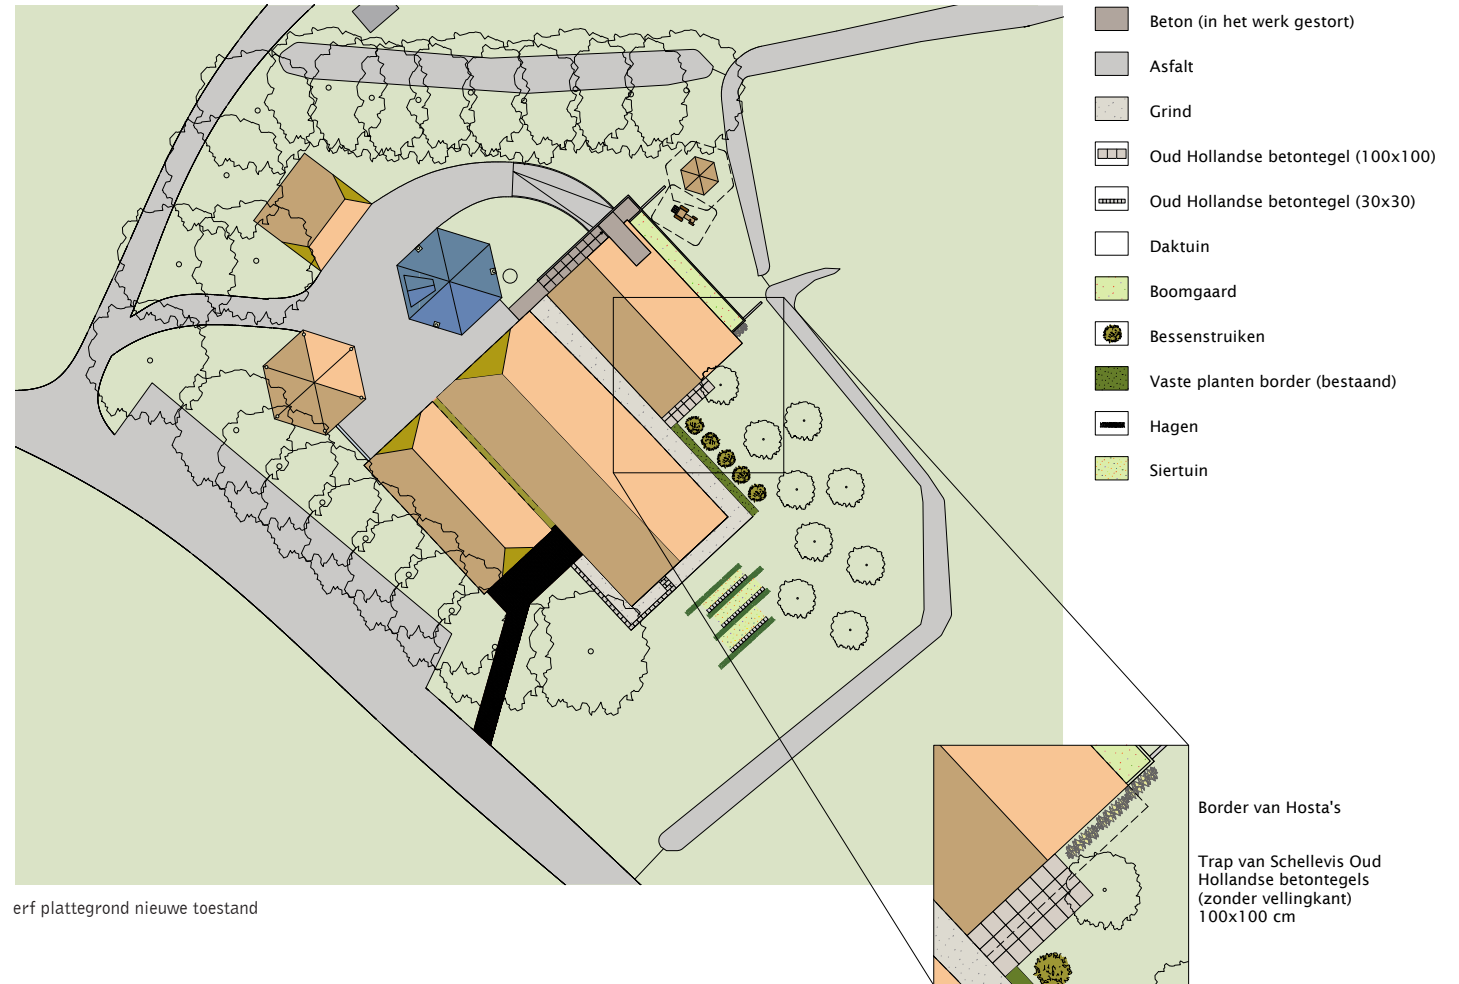 Beton (in het werk gestort)
Asfalt
Grind
Oud Hollandse betontegel (100x100)
Oud Hollandse betontegel (30x30)
Daktuin
Boomgaard
Bessenstruiken
Vaste planten border (bestaand)
Hagen
Siertuin
Border van Hosta's
Trap van Schellevis Oud
Hollandse betontegels
(zonder vellingkant)
100x100 cm
erf plattegrond nieuwe toestand